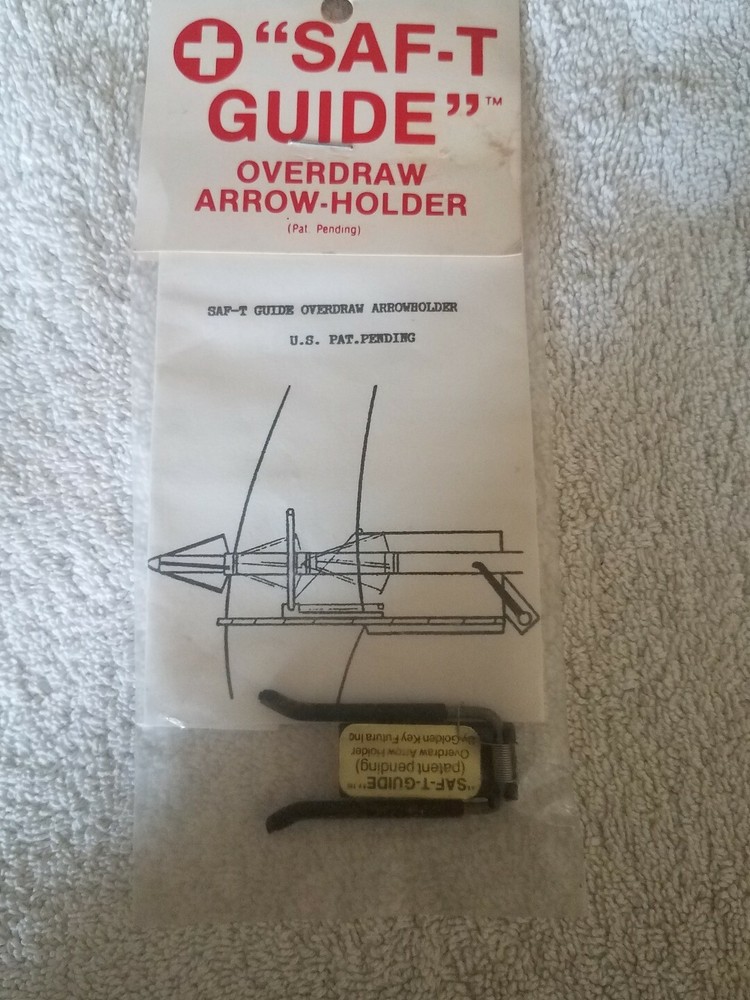 "SAF-T
GUIDE"™
OVERDRAW
ARROW-HOLDER
(Pat. Pending)
SAF-T GUIDE OVERDRAW ARROWHOLDER
U.S. PAT.PENDING
"SAF-T-GUIDE"™
(patent pending)
Overdraw Arrow Holder
By Golden Key Futura Inc